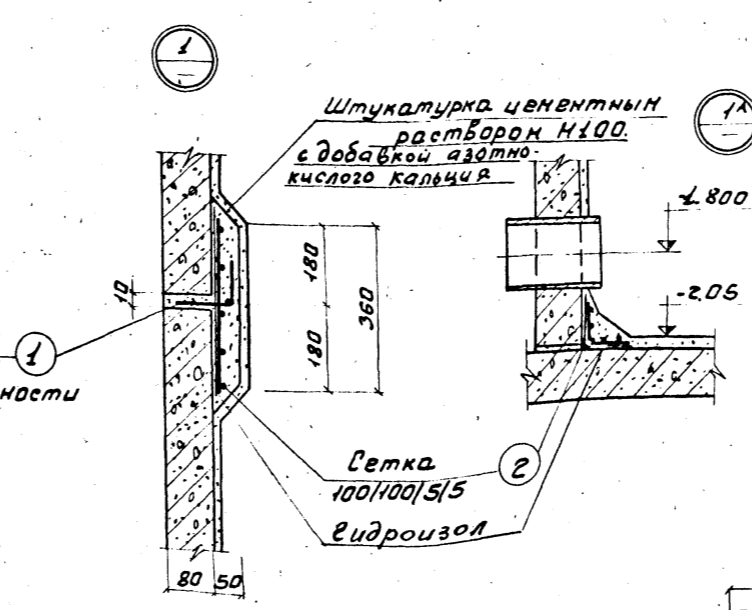 1
1А
Штукатурка цементным
раствором М100.
с добавкой азотно-
кислого кальция
-1.800
-2.05
10
180
180
360
1
ности
Сетка
100/100/5/5
2
Гидроизол
80 50